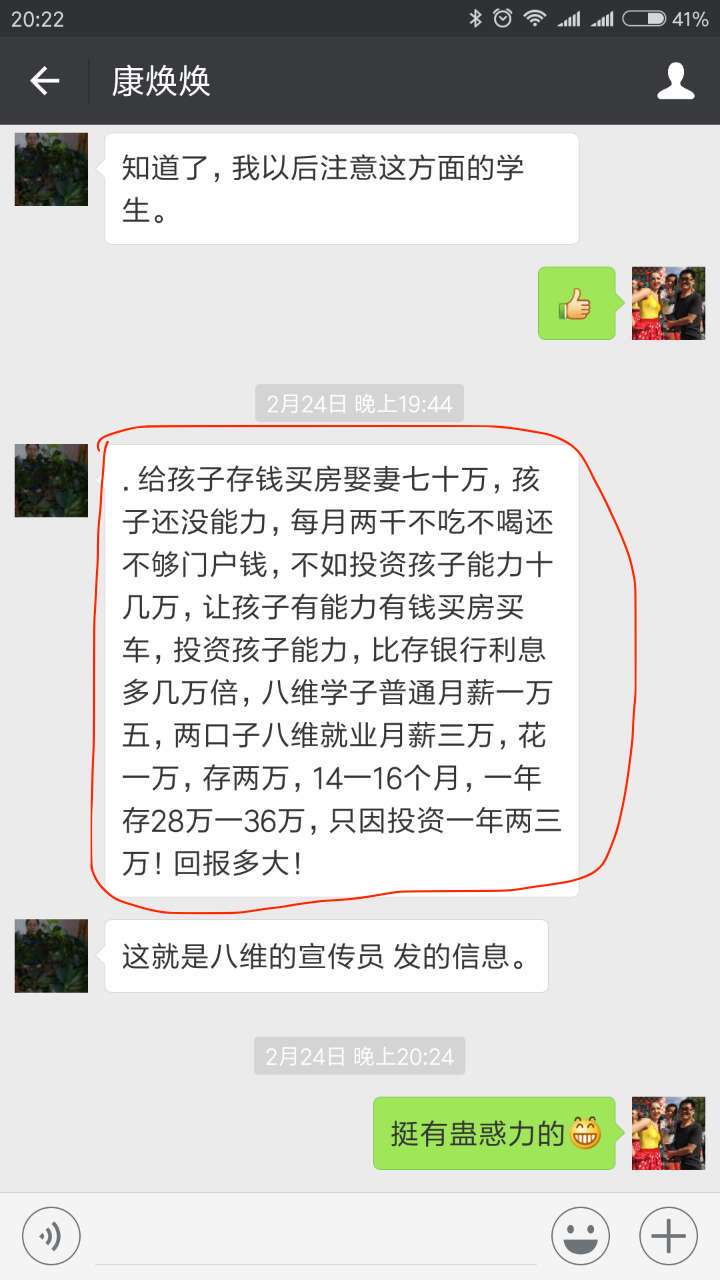 20:22
41%
康焕焕
知道了, 我以后注意这方面的学
生。
2月24日 晚上19:44
. 给孩子存钱买房娶妻七十万, 孩
子还没能力, 每月两千不吃不喝还
不够门户钱, 不如投资孩子能力十
几万, 让孩子有能力有钱买房买
车, 投资孩子能力, 比存银行利息
多几万倍, 八维学子普通月薪一万
五, 两口子八维就业月薪三万, 花
一万, 存两万, 14一16个月, 一年
存28万一36万, 只因投资一年两三
万! 回报多大!
这就是八维的宣传员 发的信息。
2月24日 晚上20:24
挺有蛊惑力的